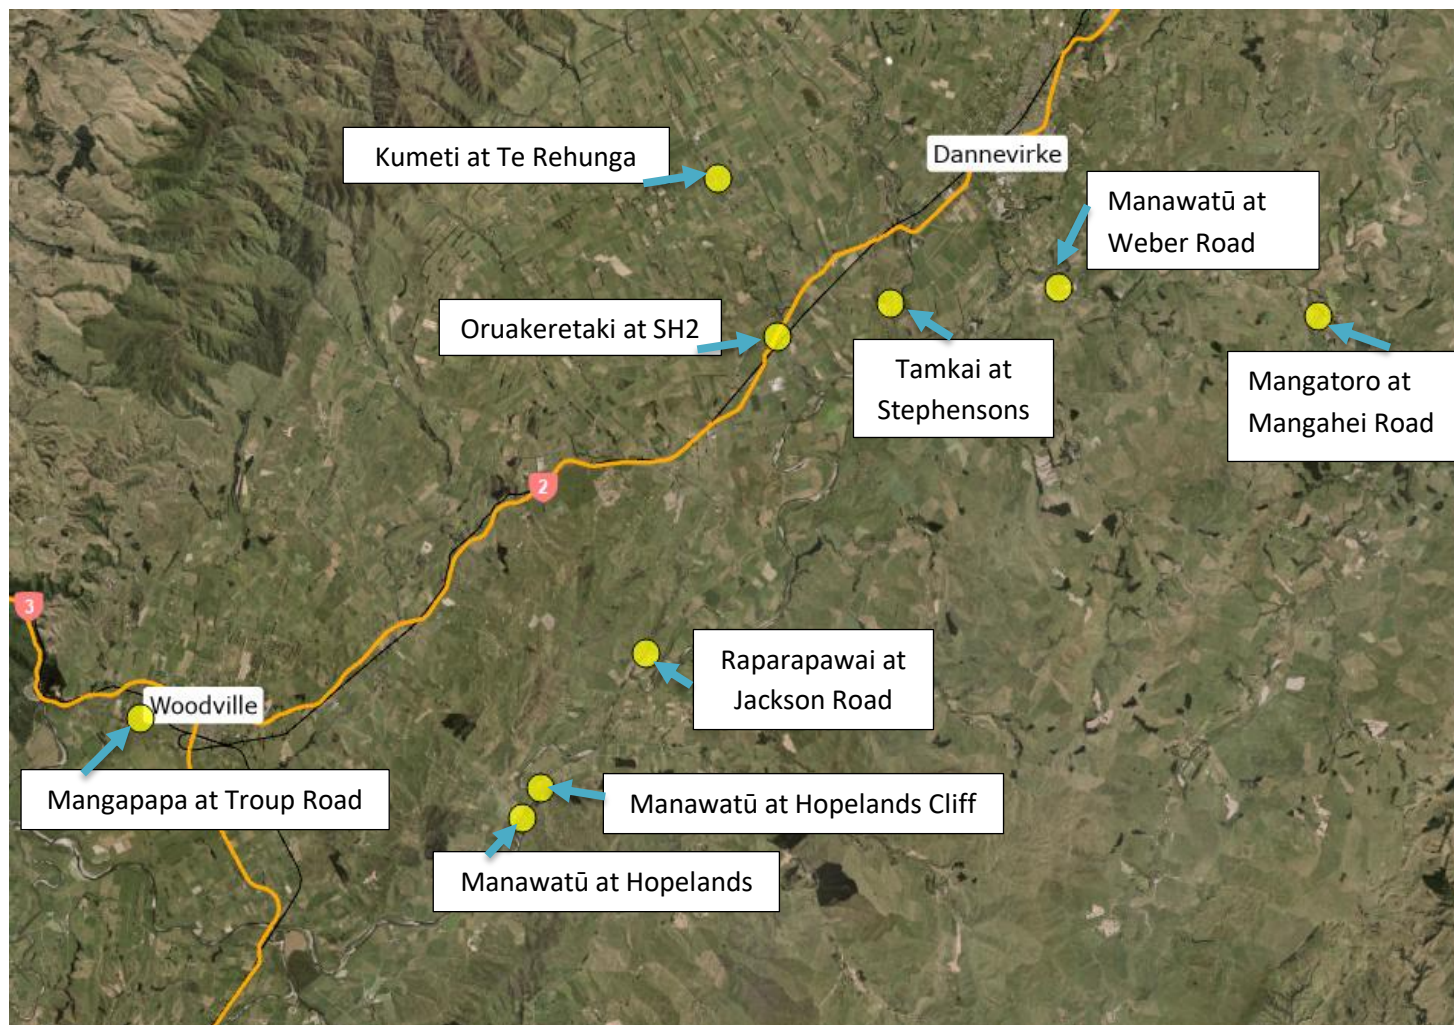 Kumeti at Te Rehunga
Dannevirke
Manawatū at
Weber Road
Oruakeretaki at SH2
Tamkai at
Stephensons
Mangatoro at
Mangahei Road
2
3
Raparapawai at
Jackson Road
Woodville
Mangapapa at Troup Road
Manawatū at Hopelands Cliff
Manawatū at Hopelands